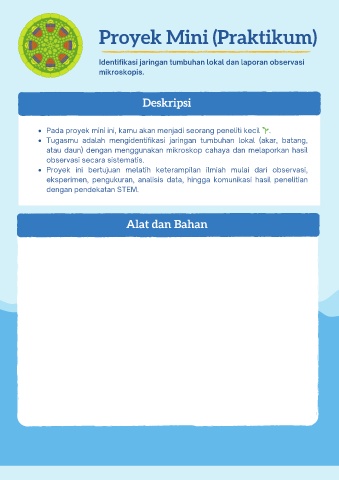 Proyek Mini (Praktikum)
Identifikasi jaringan tumbuhan lokal dan laporan observasi
mikroskopis.
Deskripsi
• Pada proyek mini ini, kamu akan menjadi seorang peneliti kecil 🌱.
• Tugasmu adalah mengidentifikasi jaringan tumbuhan lokal (akar, batang,
atau daun) dengan menggunakan mikroskop cahaya dan melaporkan hasil
observasi secara sistematis.
• Proyek ini bertujuan melatih keterampilan ilmiah mulai dari observasi,
eksperimen, pengukuran, analisis data, hingga komunikasi hasil penelitian
dengan pendekatan STEM.
Alat dan Bahan